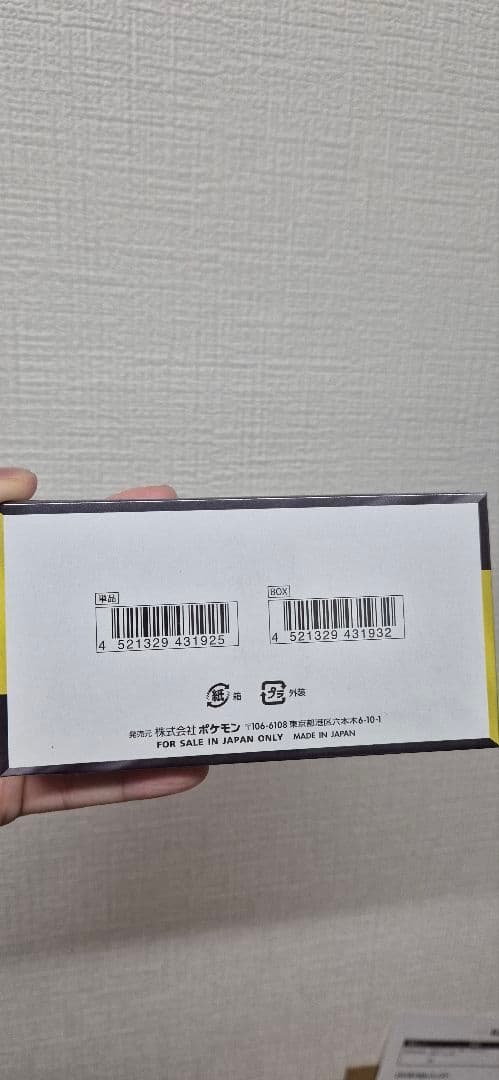 単品
4 521329 431925
BOX
4 521329 431932
紙 箱
プラ 外装
発売元 株式会社 ポケモン 〒106-6108 東京都港区六本木6-10-1
FOR SALE IN JAPAN ONLY MADE IN JAPAN